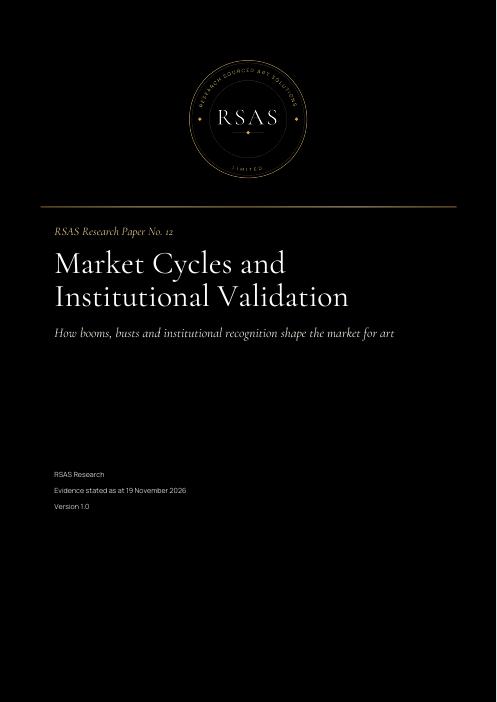 RESEARCH SOURCED ART SOLUTIONS
RSAS
LIMITED
RSAS Research Paper No. 12
Market Cycles and
Institutional Validation
How booms, busts and institutional recognition shape the market for art
RSAS Research
Evidence stated as at 19 November 2026
Version 1.0